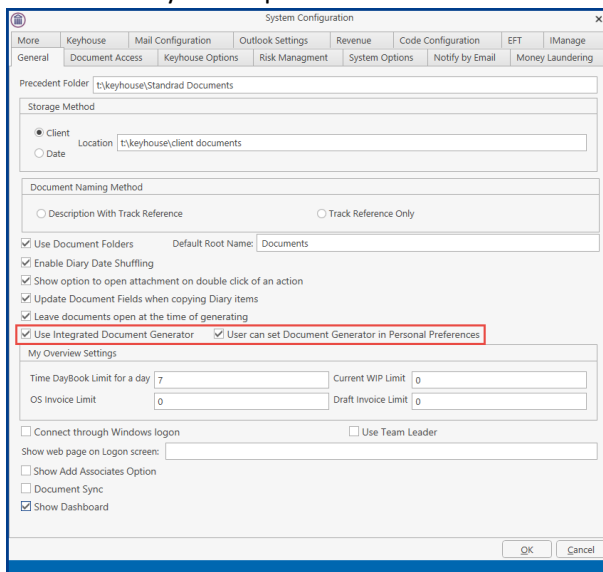 System Configuration
More Keyhouse Mail Configuration Outlook Settings Revenue Code Configuration EFT IManage
General Document Access Keyhouse Options Risk Managment System Options Notify by Email Money Laundering
Precedent Folder t:\keyhouse\Standrad Documents
Storage Method
Client
Location t:\keyhouse\client documents
Date
Document Naming Method
Description With Track Reference Track Reference Only
Use Document Folders Default Root Name: Documents
Enable Diary Date Shuffling
Show option to open attachment on double click of an action
Update Document Fields when copying Diary items
Leave documents open at the time of generating
Use Integrated Document Generator User can set Document Generator in Personal Preferences
My Overview Settings
Time DayBook Limit for a day 7 Current WIP Limit 0
OS Invoice Limit 0 Draft Invoice Limit 0
Connect through Windows logon Use Team Leader
Show web page on Logon screen:
Show Add Associates Option
Document Sync
Show Dashboard
OK Cancel